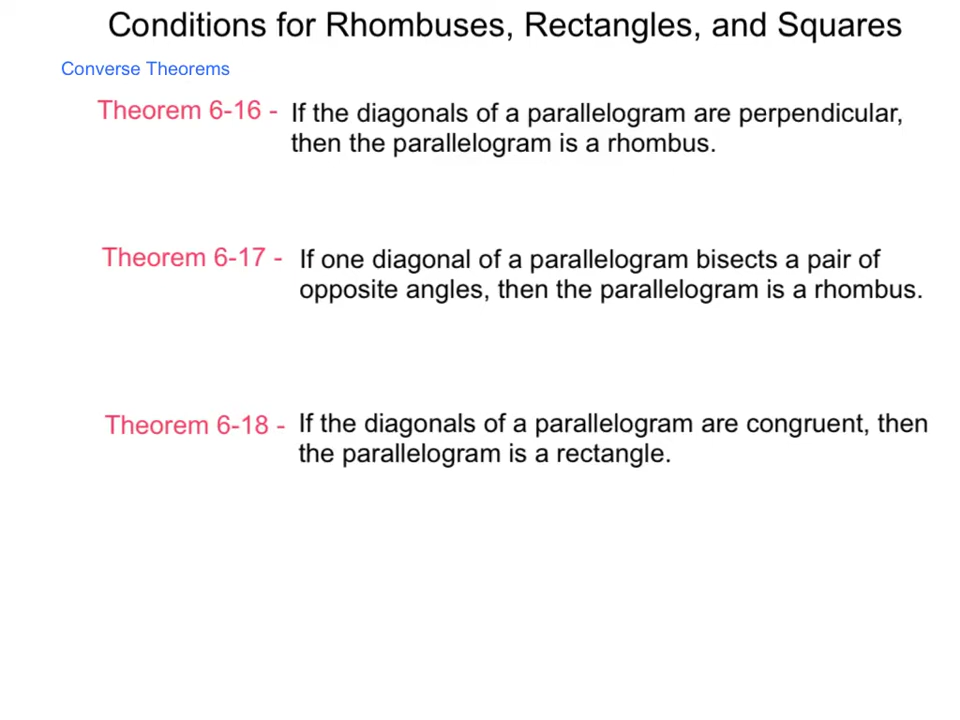 Conditions for Rhombuses, Rectangles, and Squares
Converse Theorems
Theorem 6-16 - If the diagonals of a parallelogram are perpendicular,
then the parallelogram is a rhombus.
Theorem 6-17 - If one diagonal of a parallelogram bisects a pair of
opposite angles, then the parallelogram is a rhombus.
Theorem 6-18 - If the diagonals of a parallelogram are congruent, then
the parallelogram is a rectangle.